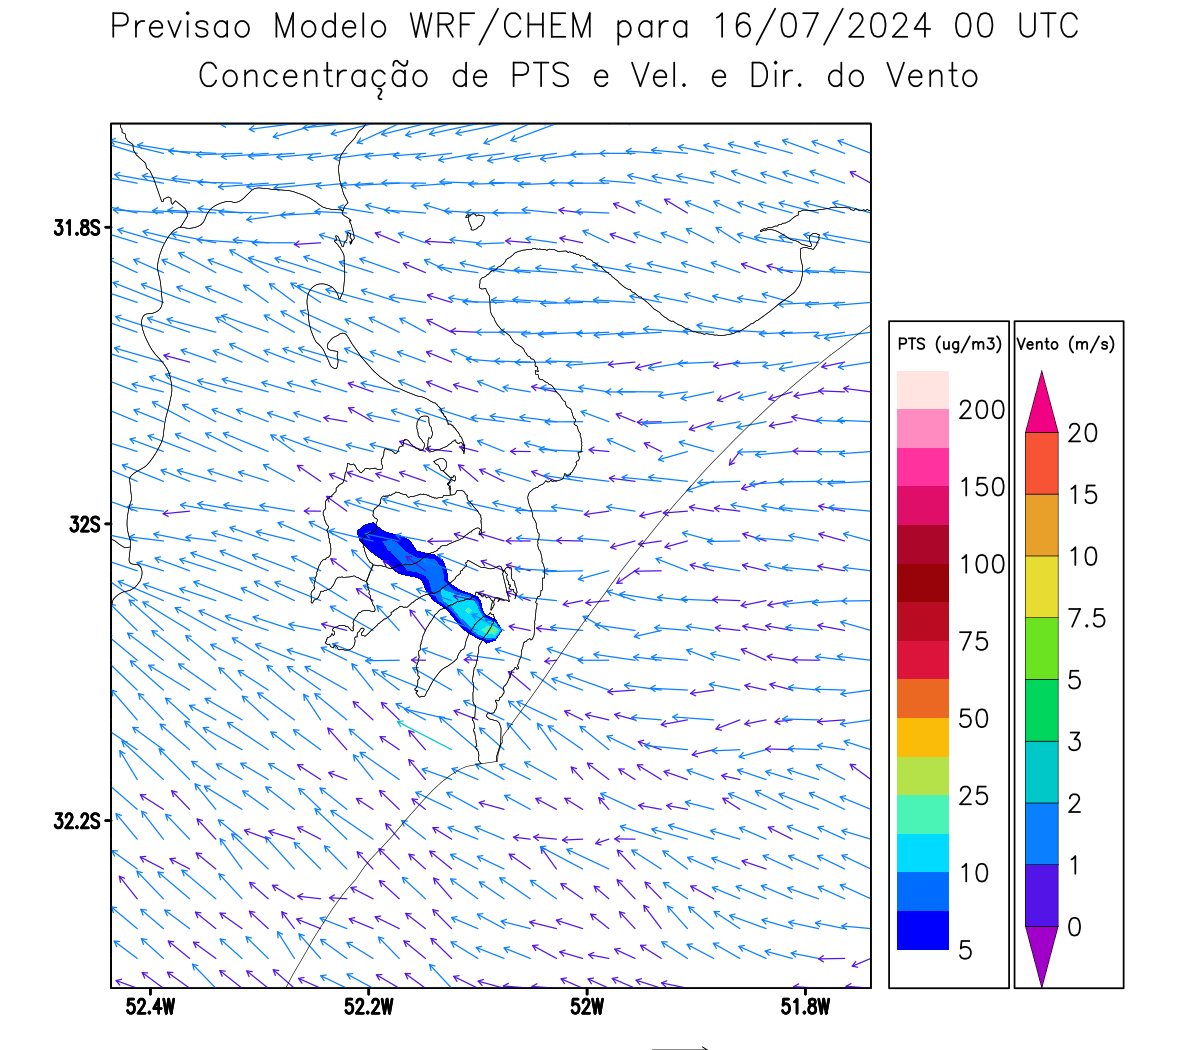 Previsao Modelo WRF/CHEM para 16/07/2024 00 UTC
Concentração de PTS e Vel. e Dir. do Vento
31.8S
32S
32.2S
52.4W
52.2W
52W
51.8W
PTS (ug/m3)
200
150
100
75
50
25
10
5
Vento (m/s)
20
15
10
7.5
5
3
2
1
0